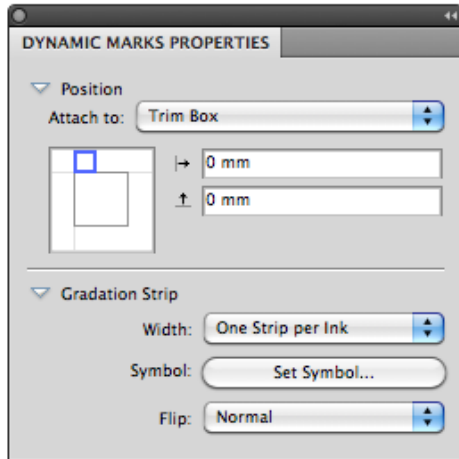 DYNAMIC MARKS PROPERTIES
Position
Attach to: Trim Box
0 mm
0 mm
Gradation Strip
Width: One Strip per Ink
Symbol: Set Symbol...
Flip: Normal